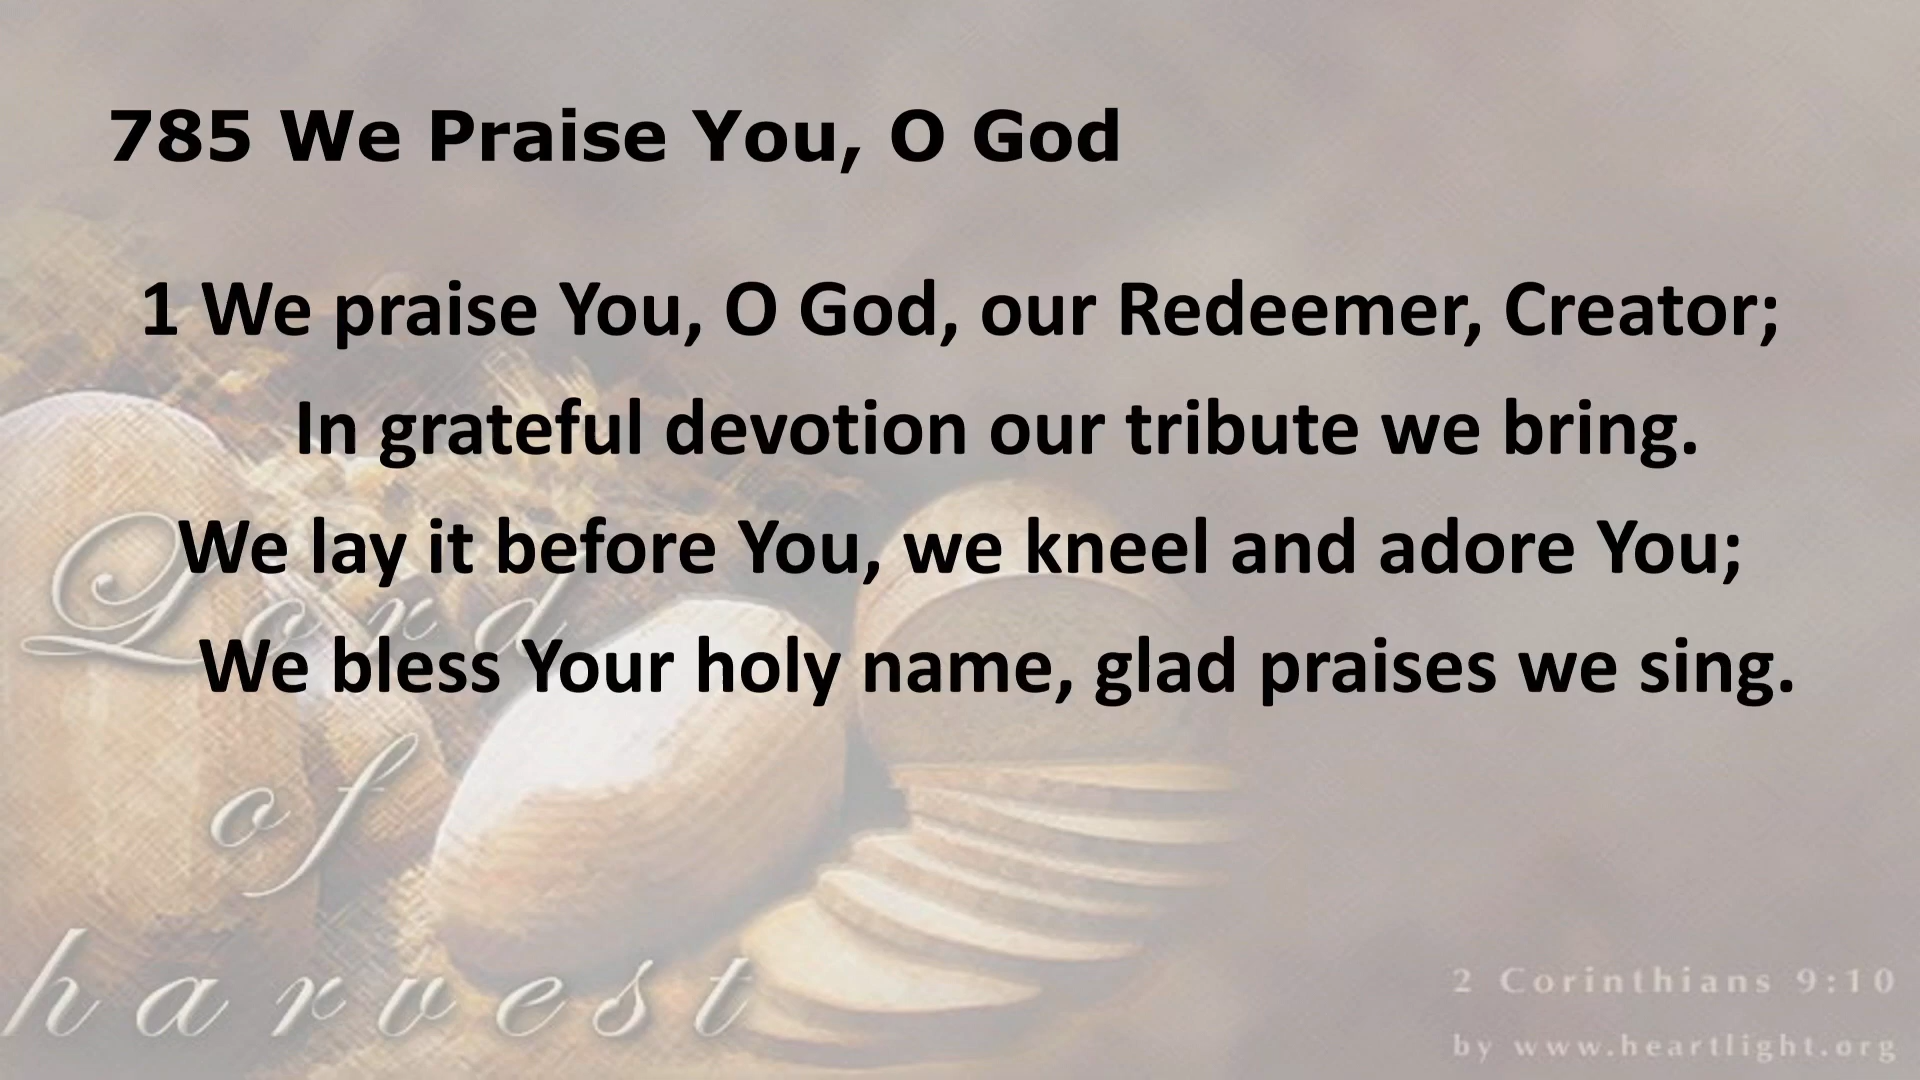 785 We Praise You, O God
1 We praise You, O God, our Redeemer, Creator;
In grateful devotion our tribute we bring.
We lay it before You, we kneel and adore You;
We bless Your holy name, glad praises we sing.
Lord
of
harvest
2 Corinthians 9:10
by www.heartlight.org